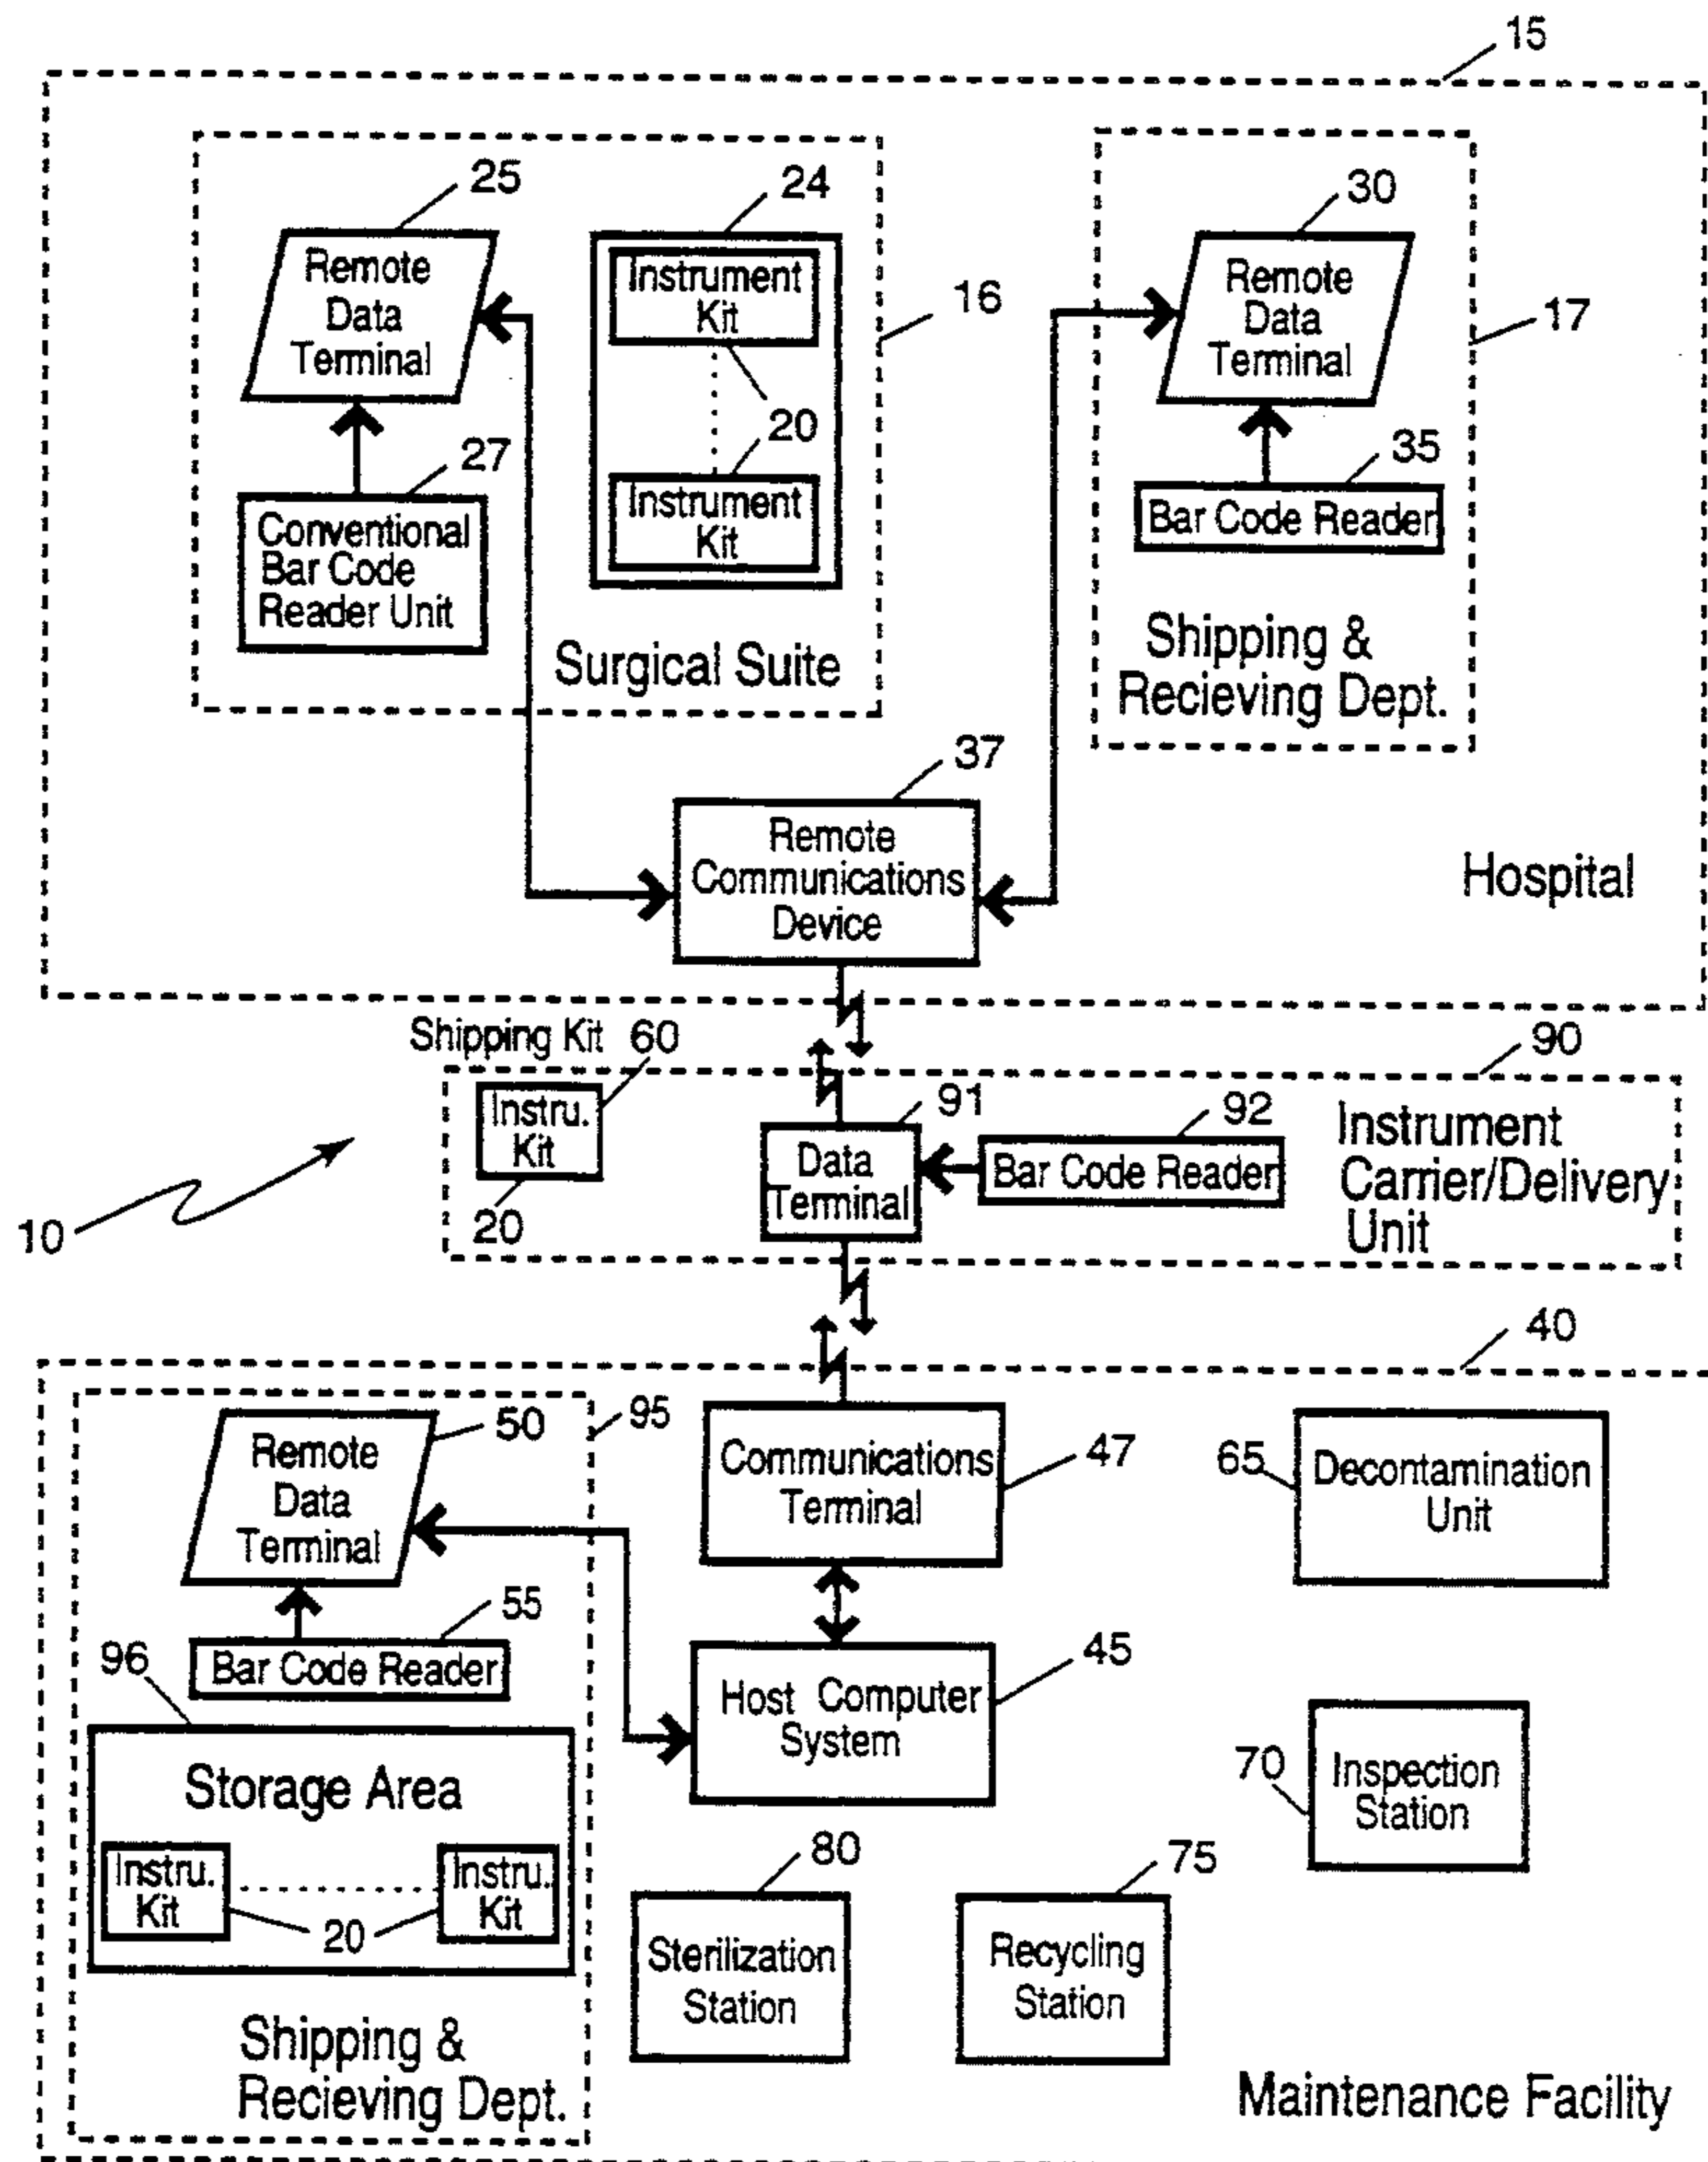 15
25
24
30
Remote
Data
Terminal
Instrument
Kit
16
Remote
Data
Terminal
17
20
27
35
Conventional
Bar Code
Reader Unit
Instrument
Kit
Bar Code Reader
Surgical Suite
Shipping &
Recieving Dept.
37
Remote
Communications
Device
Hospital
Shipping Kit
60
90
Instru.
Kit
91
92
Data
Terminal
Bar Code Reader
Instrument
Carrier/Delivery
Unit
20
10
40
50
95
Remote
Data
Terminal
Communications
Terminal
47
65
Decontamination
Unit
55
96
Bar Code Reader
45
Host Computer
System
Storage Area
70
Inspection
Station
Instru.
Kit
20
Instru.
Kit
80
75
Sterilization
Station
Recycling
Station
Shipping &
Recieving Dept.
Maintenance Facility